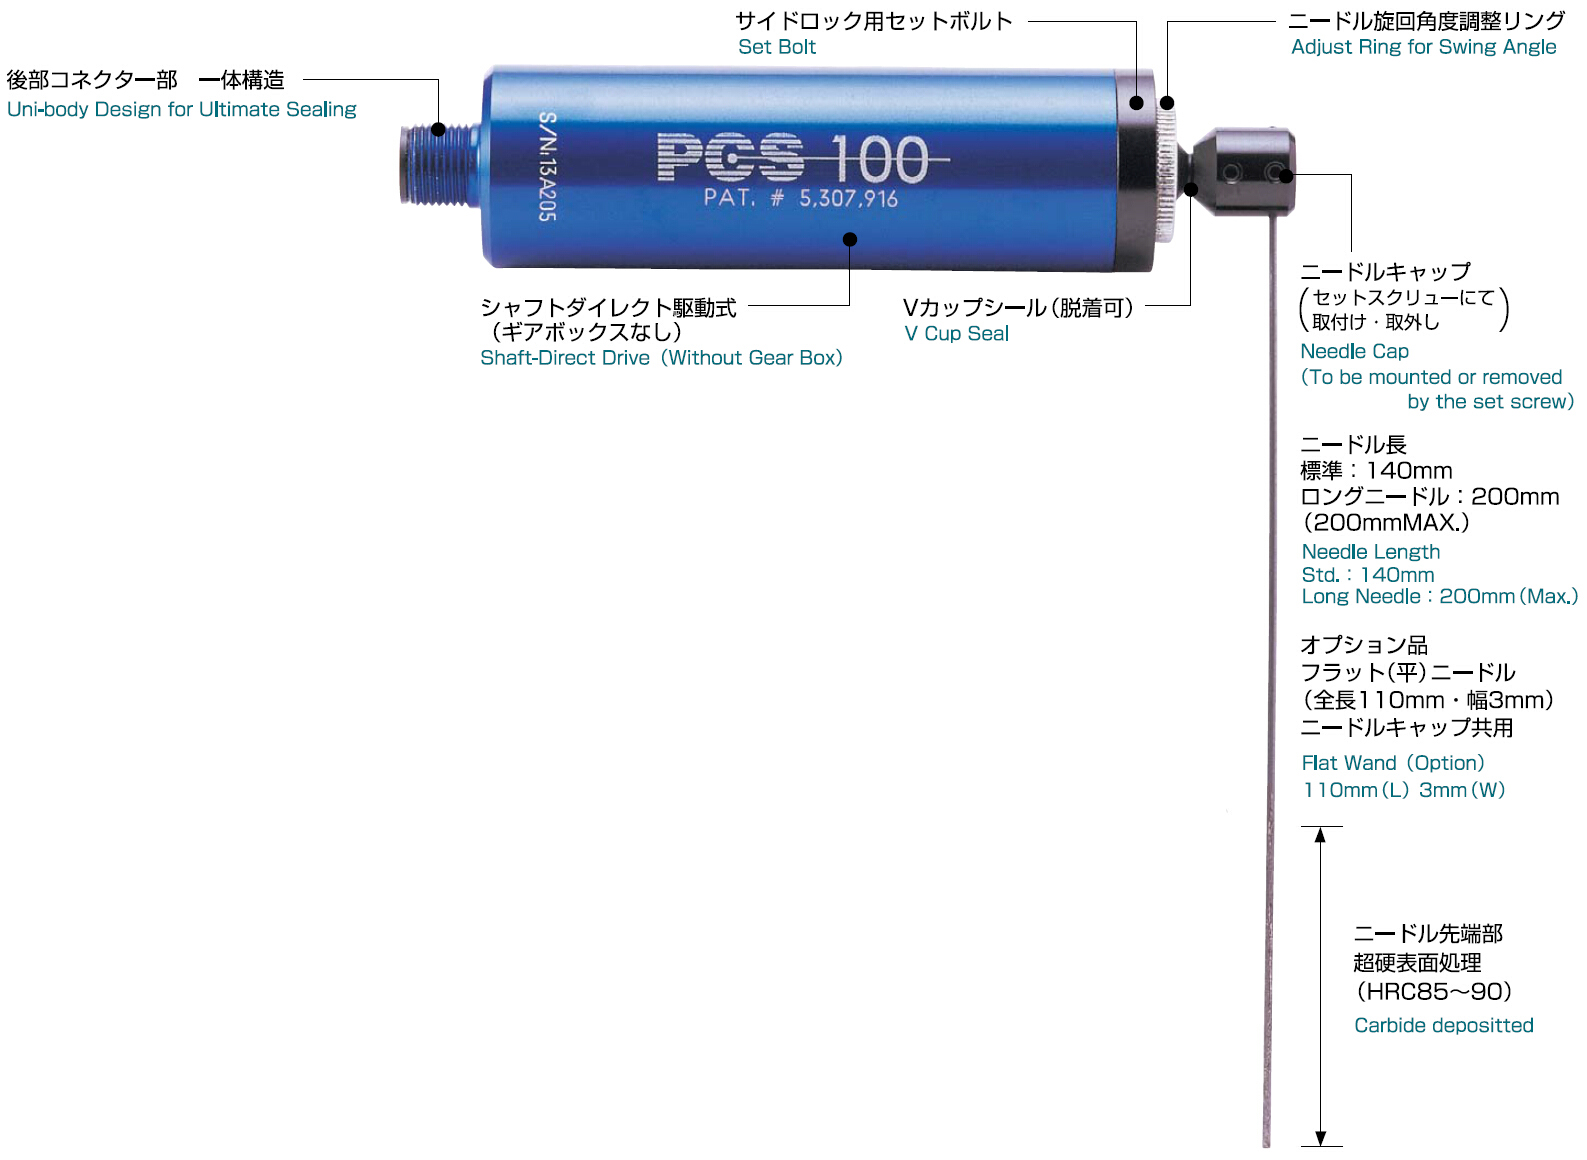 サイドロック用セットボルト
Set Bolt
ニードル旋回角度調整リング
Adjust Ring for Swing Angle
後部コネクター部　一体構造
Uni-body Design for Ultimate Sealing
S/N:13A205
PCS 100
PAT. # 5,307,916
シャフトダイレクト駆動式
（ギアボックスなし）
Shaft-Direct Drive（Without Gear Box）
Vカップシール（脱着可）
V Cup Seal
ニードルキャップ
（セットスクリューにて
取付け・取外し）
Needle Cap
（To be mounted or removed
by the set screw）
ニードル長
標準：140mm
ロングニードル：200mm
（200mmMAX.）
Needle Length
Std.：140mm
Long Needle：200mm（Max.）
オプション品
フラット（平）ニードル
（全長110mm・幅3mm）
ニードルキャップ共用
Flat Wand（Option）
110mm（L）3mm（W）
ニードル先端部
超硬表面処理
（HRC85～90）
Carbide depositted